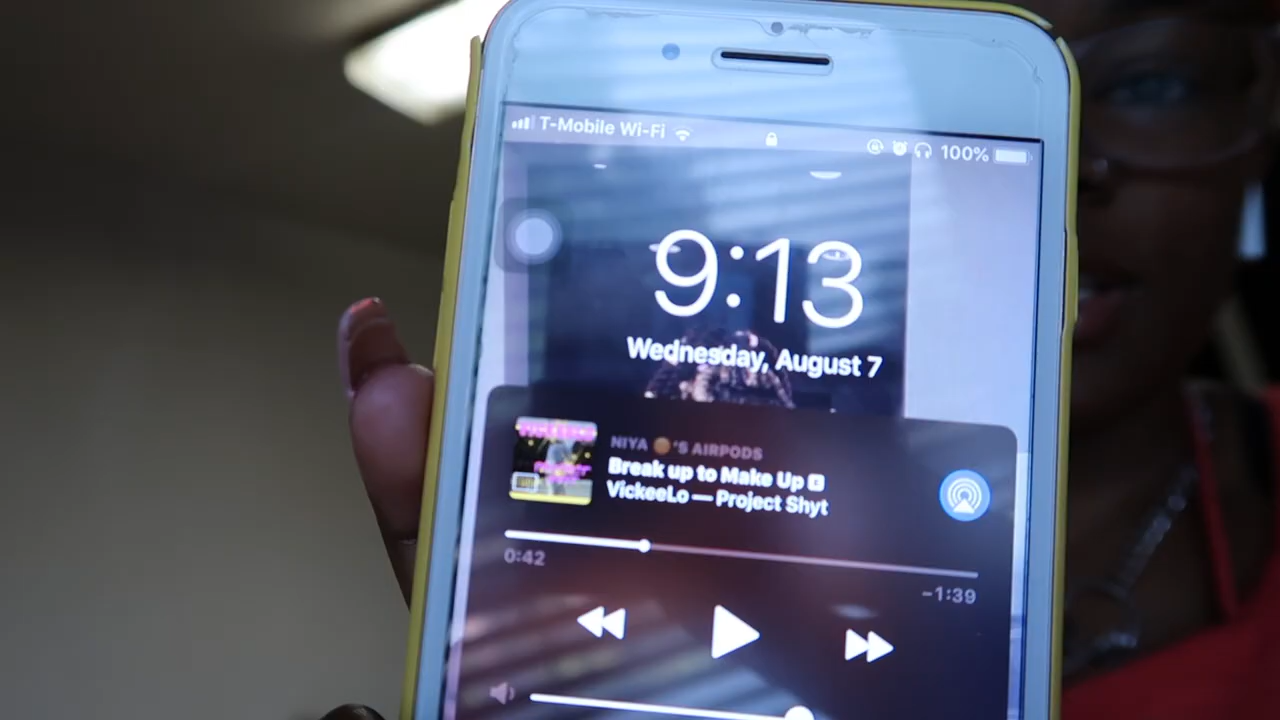 T-Mobile Wi-Fi 100%
9:13
Wednesday, August 7
NIYA 'S AIRPODS
Break up to Make Up E
VickeeLo — Project Shyt
0:42
-1:39